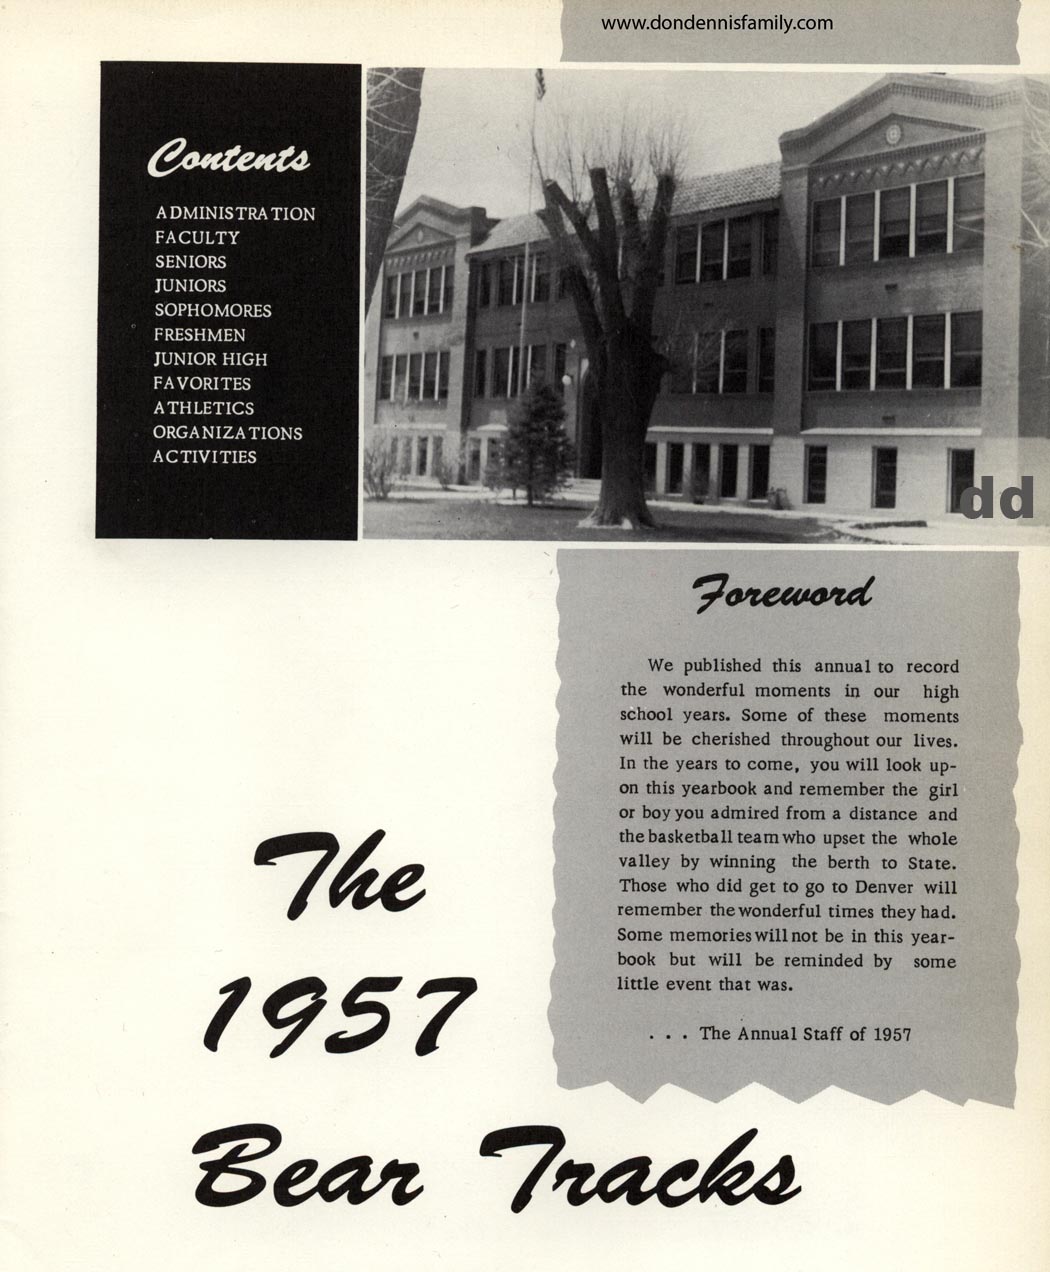 www.dondennisfamily.com
Contents
ADMINISTRATION
FACULTY
SENIORS
JUNIORS
SOPHOMORES
FRESHMEN
JUNIOR HIGH
FAVORITES
ATHLETICS
ORGANIZATIONS
ACTIVITIES
dd
Foreword
We published this annual to record
the wonderful moments in our high
school years. Some of these moments
will be cherished throughout our lives.
In the years to come, you will look up-
on this yearbook and remember the girl
or boy you admired from a distance and
the basketball team who upset the whole
valley by winning the berth to State.
Those who did get to go to Denver will
remember the wonderful times they had.
Some memories will not be in this year-
book but will be reminded by some
little event that was.
. . . The Annual Staff of 1957
The
1957
Bear Tracks